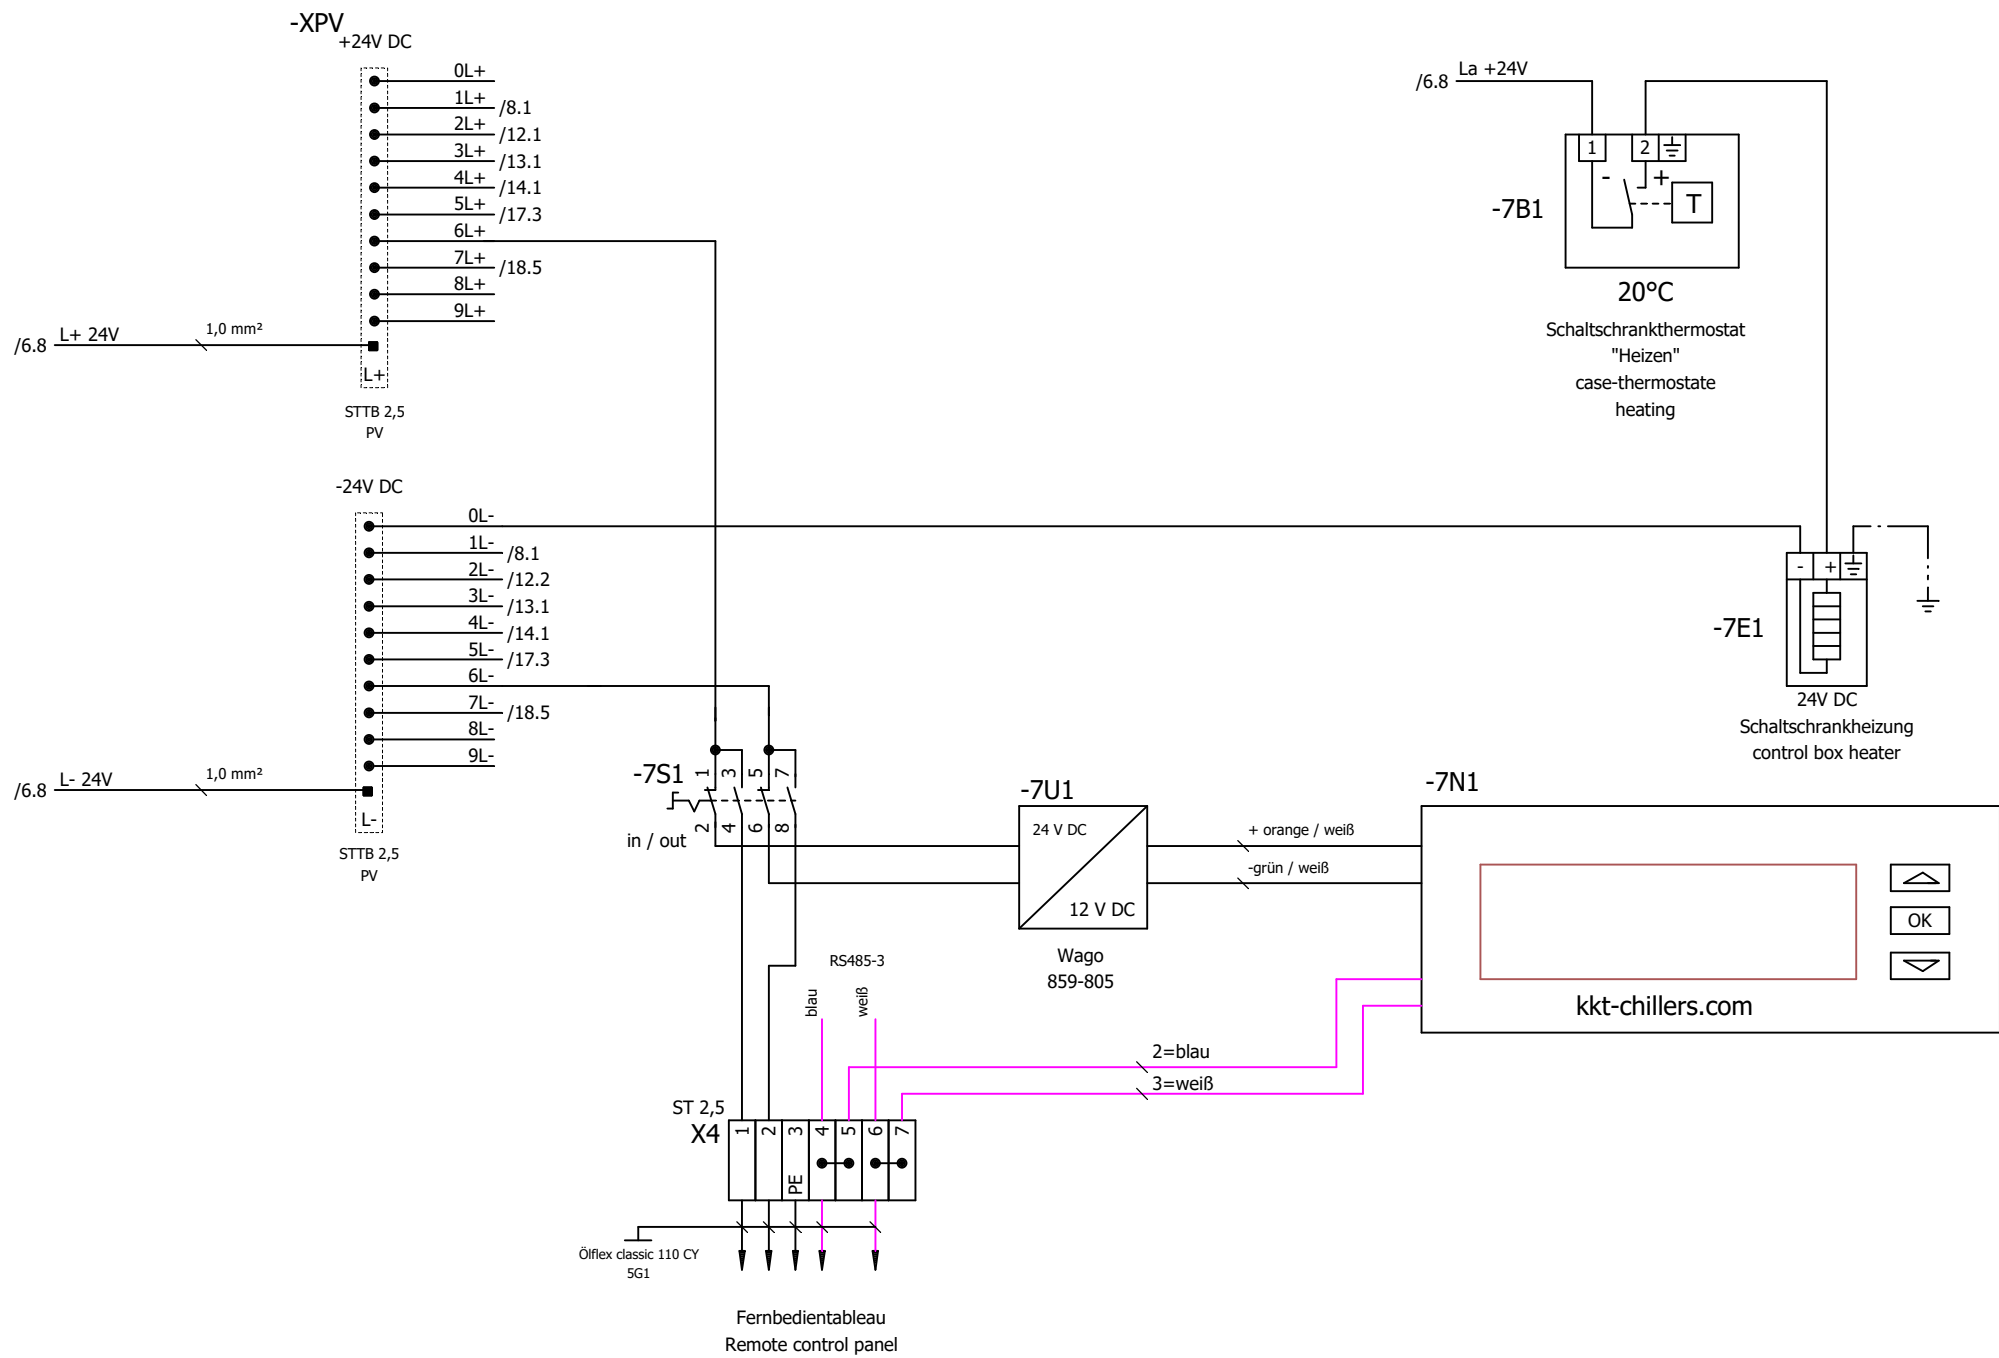 -XPV
+24V DC
0L+
1L+ /8.1
2L+ /12.1
3L+ /13.1
4L+ /14.1
5L+ /17.3
6L+
7L+ /18.5
8L+
9L+
/6.8 L+ 24V 1,0 mm²
L+
STTB 2,5
PV
-24V DC
0L-
1L- /8.1
2L- /12.2
3L- /13.1
4L- /14.1
5L- /17.3
6L-
7L- /18.5
8L-
9L-
/6.8 L- 24V 1,0 mm²
L-
STTB 2,5
PV
/6.8 La +24V
1 2
- +
T
-7B1
20°C
Schaltschrankthermostat
"Heizen"
case-thermostate
heating
- +
-7E1
24V DC
Schaltschrankheizung
control box heater
-7S1
1 3 5 7
2 4 6 8
in / out
-7U1
24 V DC
12 V DC
Wago
859-805
+ orange / weiß
-grün / weiß
-7N1
OK
kkt-chillers.com
RS485-3
blau
weiß
2=blau
3=weiß
ST 2,5
X4
1 2 3 4 5 6 7
PE
Ölflex classic 110 CY
5G1
Fernbedientableau
Remote control panel